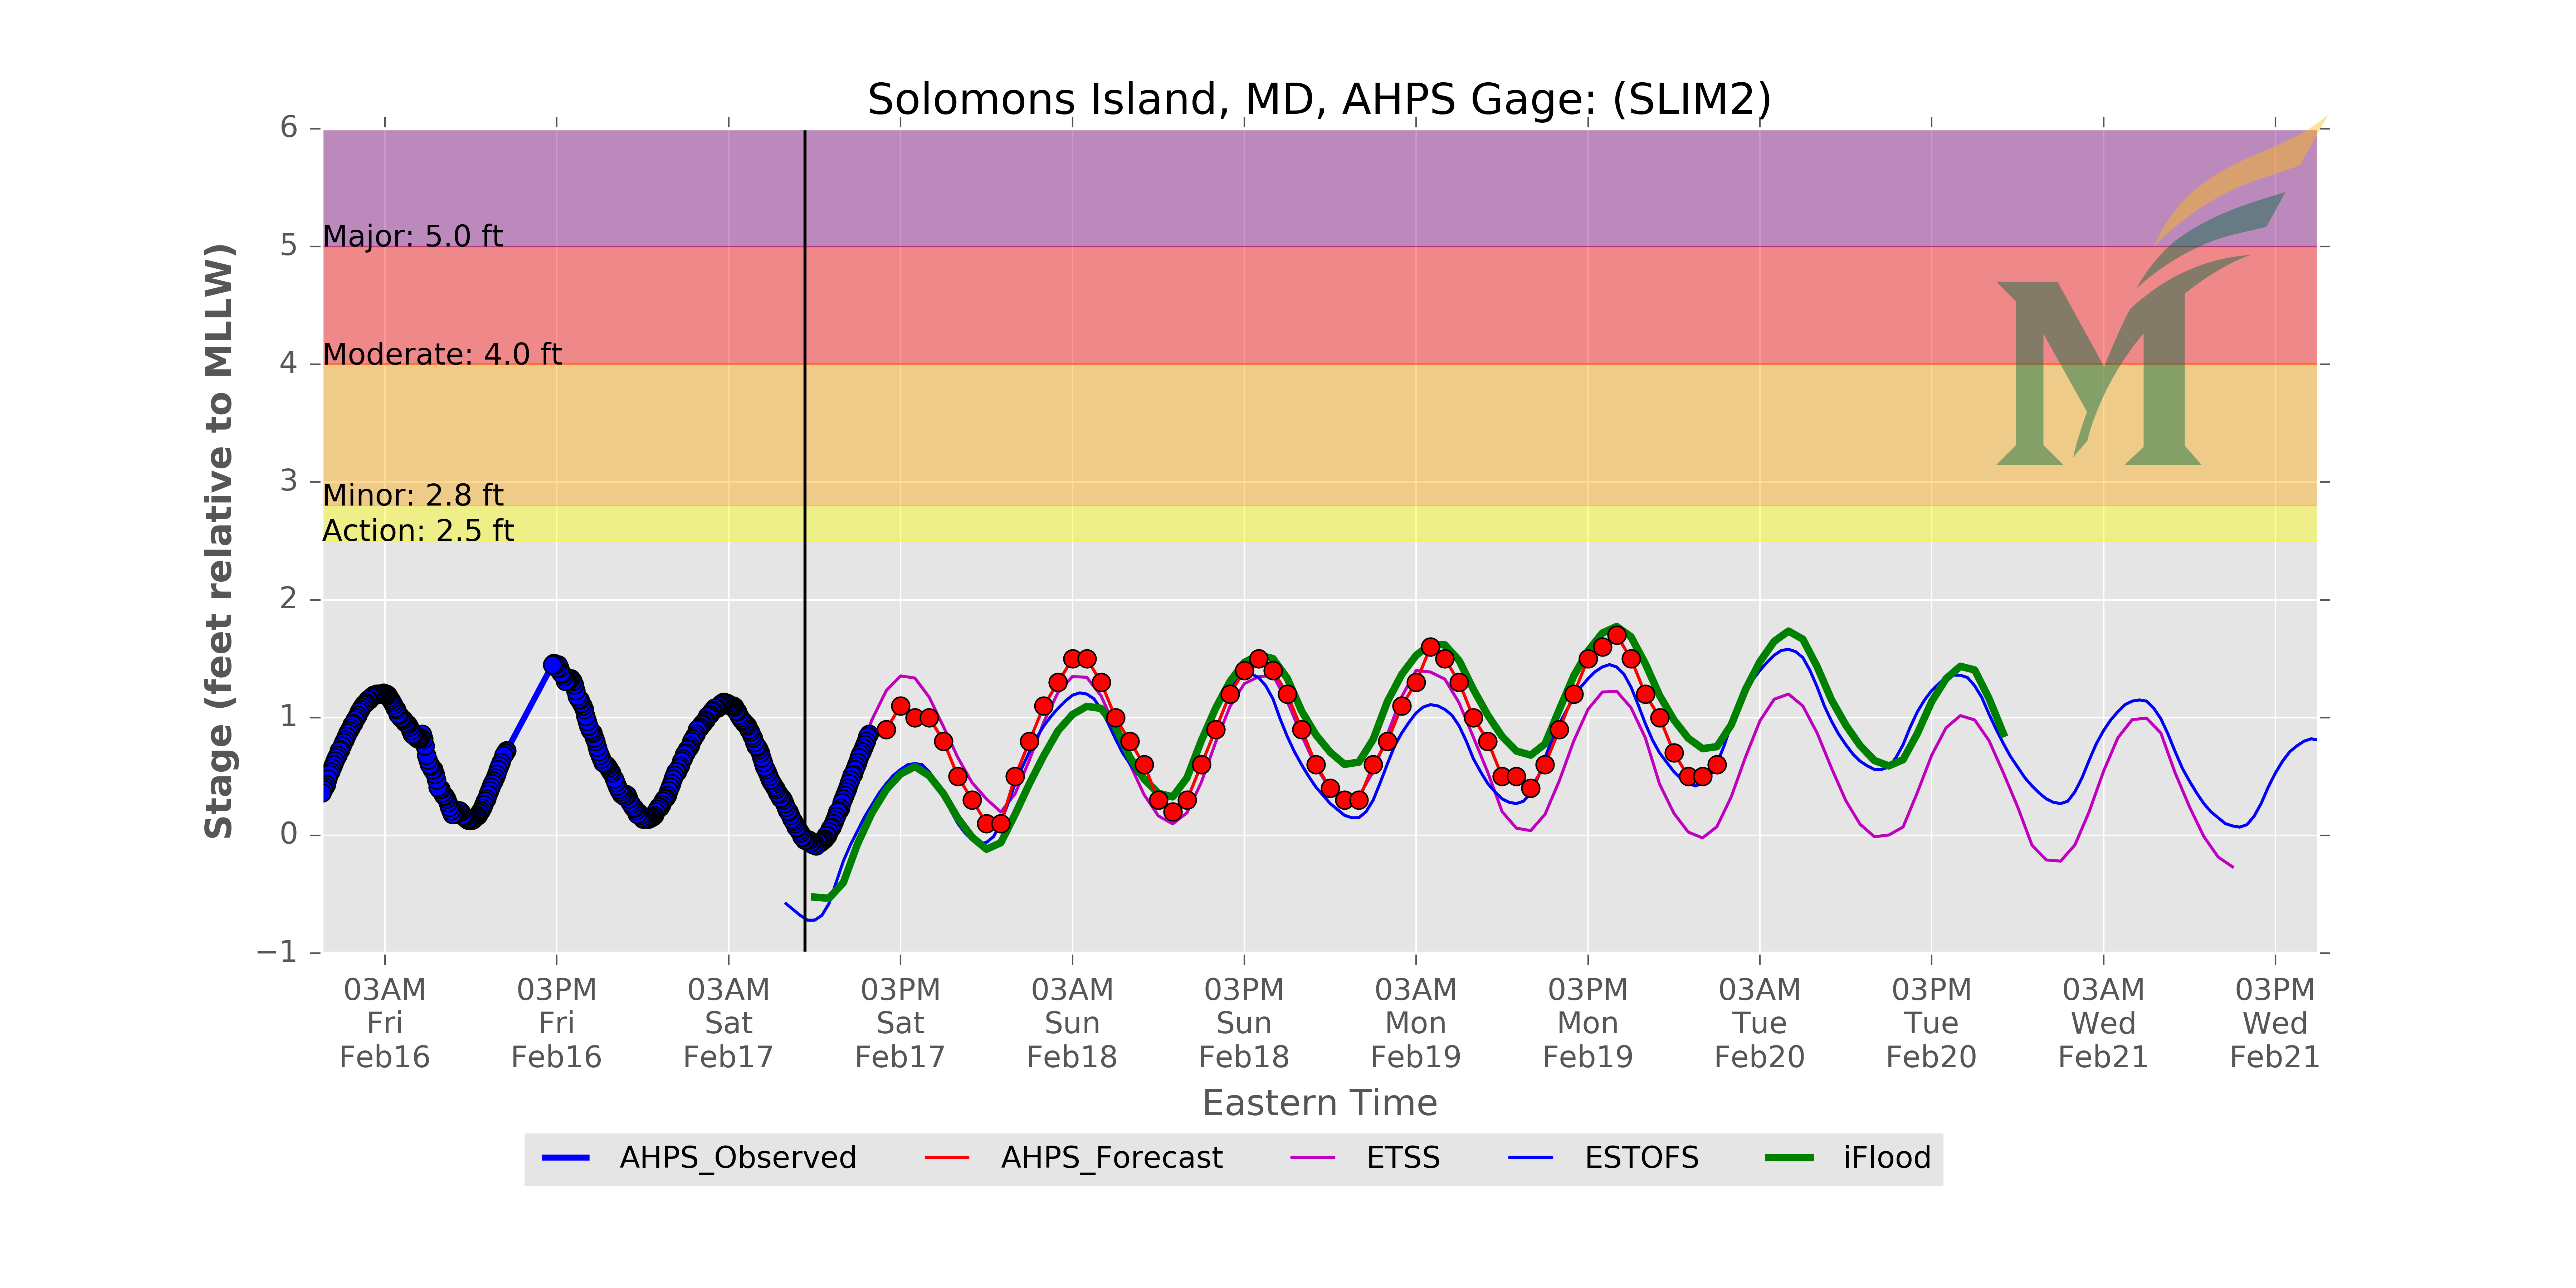 Solomons Island, MD, AHPS Gage: (SLIM2)
Stage (feet relative to MLLW)
6
5
4
3
2
1
0
−1
Major: 5.0 ft
Moderate: 4.0 ft
Minor: 2.8 ft
Action: 2.5 ft
M
03AM 03PM 03AM 03PM 03AM 03PM 03AM 03PM 03AM 03PM 03AM 03PM
Fri Fri Sat Sat Sun Sun Mon Mon Tue Tue Wed Wed
Feb16 Feb16 Feb17 Feb17 Feb18 Feb18 Feb19 Feb19 Feb20 Feb20 Feb21 Feb21
Eastern Time
AHPS_Observed AHPS_Forecast ETSS ESTOFS iFlood